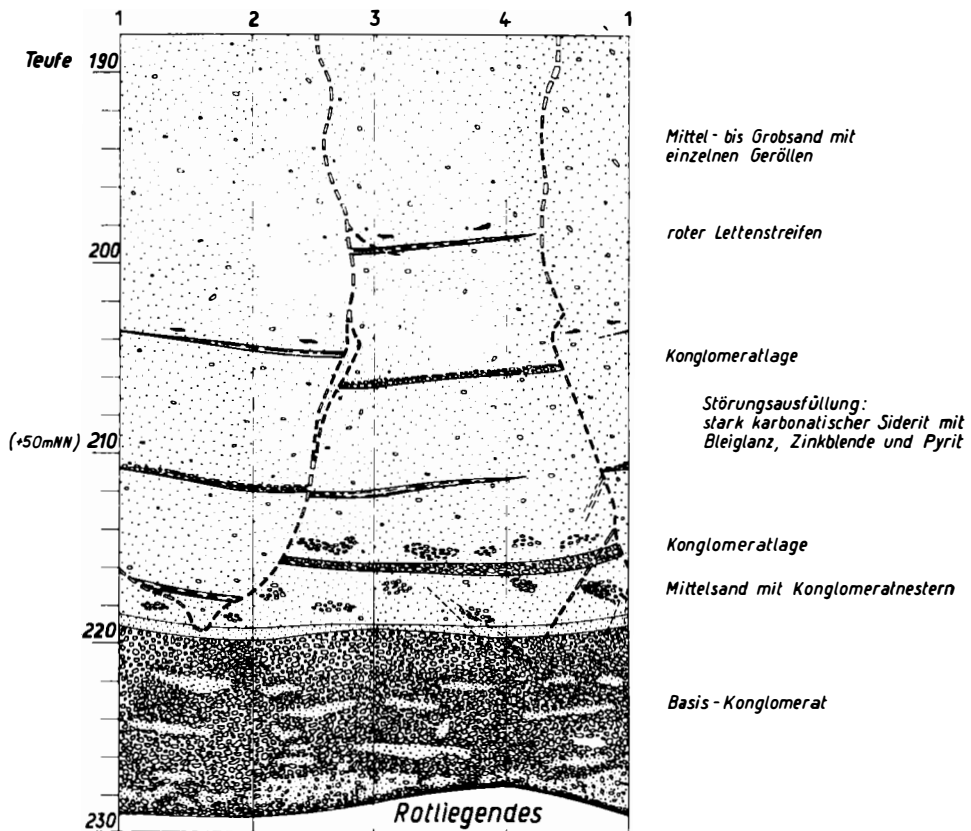 1 2 3 4 1
Teufe 190
Mittel- bis Grobsand mit
einzelnen Geröllen
roter Lettenstreifen
200
Konglomeratlage
Störungsausfüllung:
stark karbonatischer Siderit mit
Bleiglanz, Zinkblende und Pyrit
(+50mNN) 210
Konglomeratlage
Mittelsand mit Konglomeratnestern
220
Basis-Konglomerat
Rotliegendes
230